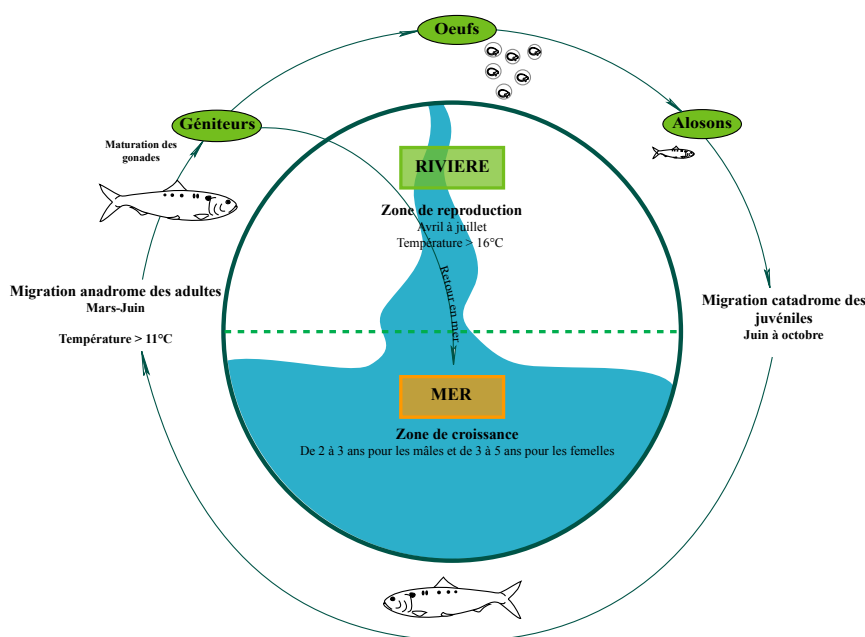 Oeufs
Géniteurs
Alosons
Maturation des
gonades
RIVIERE
Zone de reproduction
Avril à juillet
Température > 16°C
Retour en mer
Migration anadrome des adultes
Mars-Juin
Température > 11°C
Migration catadrome des
juvéniles
Juin à octobre
MER
Zone de croissance
De 2 à 3 ans pour les mâles et de 3 à 5 ans pour les femelles